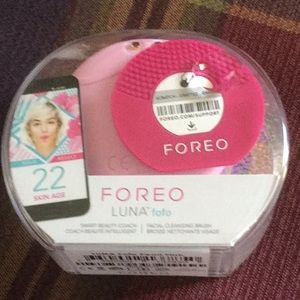 FOREO.COM/SUPPORT
FOREO
22
SKIN AGE
FOREO
LUNA™ fofo
SMART BEAUTY COACH
COACH BEAUTÉ INTELLIGENT
FACIAL CLEANSING BRUSH
BROSSE NETTOYANTE VISAGE